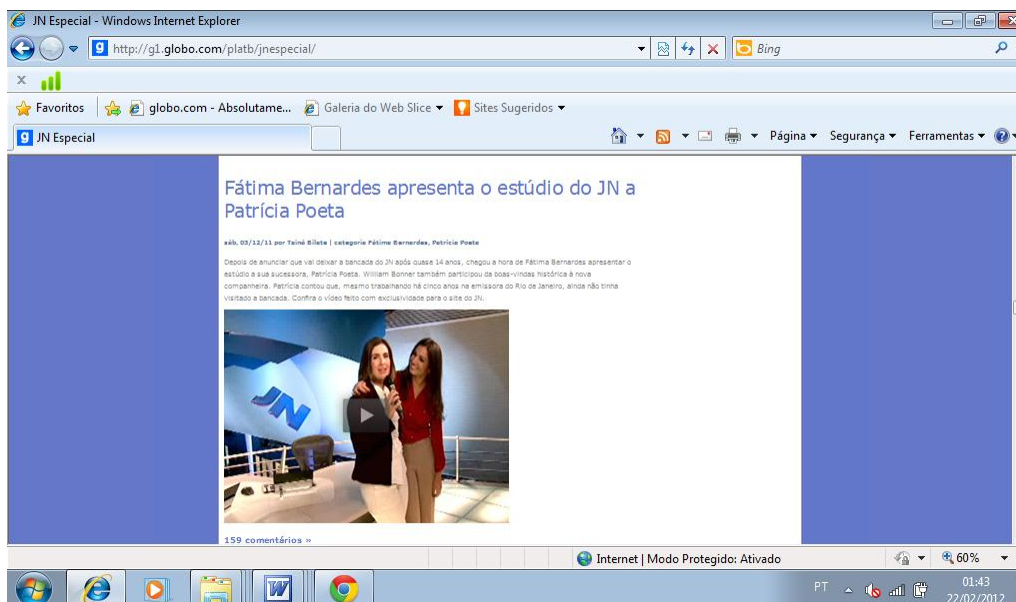 JN Especial - Windows Internet Explorer
http://g1.globo.com/platb/jnespecial/
Bing
Favoritos
globo.com - Absolutame...
Galeria do Web Slice
Sites Sugeridos
JN Especial
Página
Segurança
Ferramentas
Fátima Bernardes apresenta o estúdio do JN a
Patrícia Poeta
sáb, 03/12/11 por Tainá Bileta | categoria Fátima Bernardes, Patrícia Poeta
Depois de anunciar que vai deixar a bancada do JN após quase 14 anos, chegou a hora de Fátima Bernardes apresentar o
estúdio a sua sucessora, Patrícia Poeta. William Bonner também participou da boas-vindas histórica à nova
companheira. Patrícia contou que, mesmo trabalhando há cinco anos na emissora do Rio de Janeiro, ainda não tinha
visitado a bancada. Confira o vídeo feito com exclusividade para o site do JN.
JN
159 comentários »
Internet | Modo Protegido: Ativado
60%
PT
01:43
22/02/2012